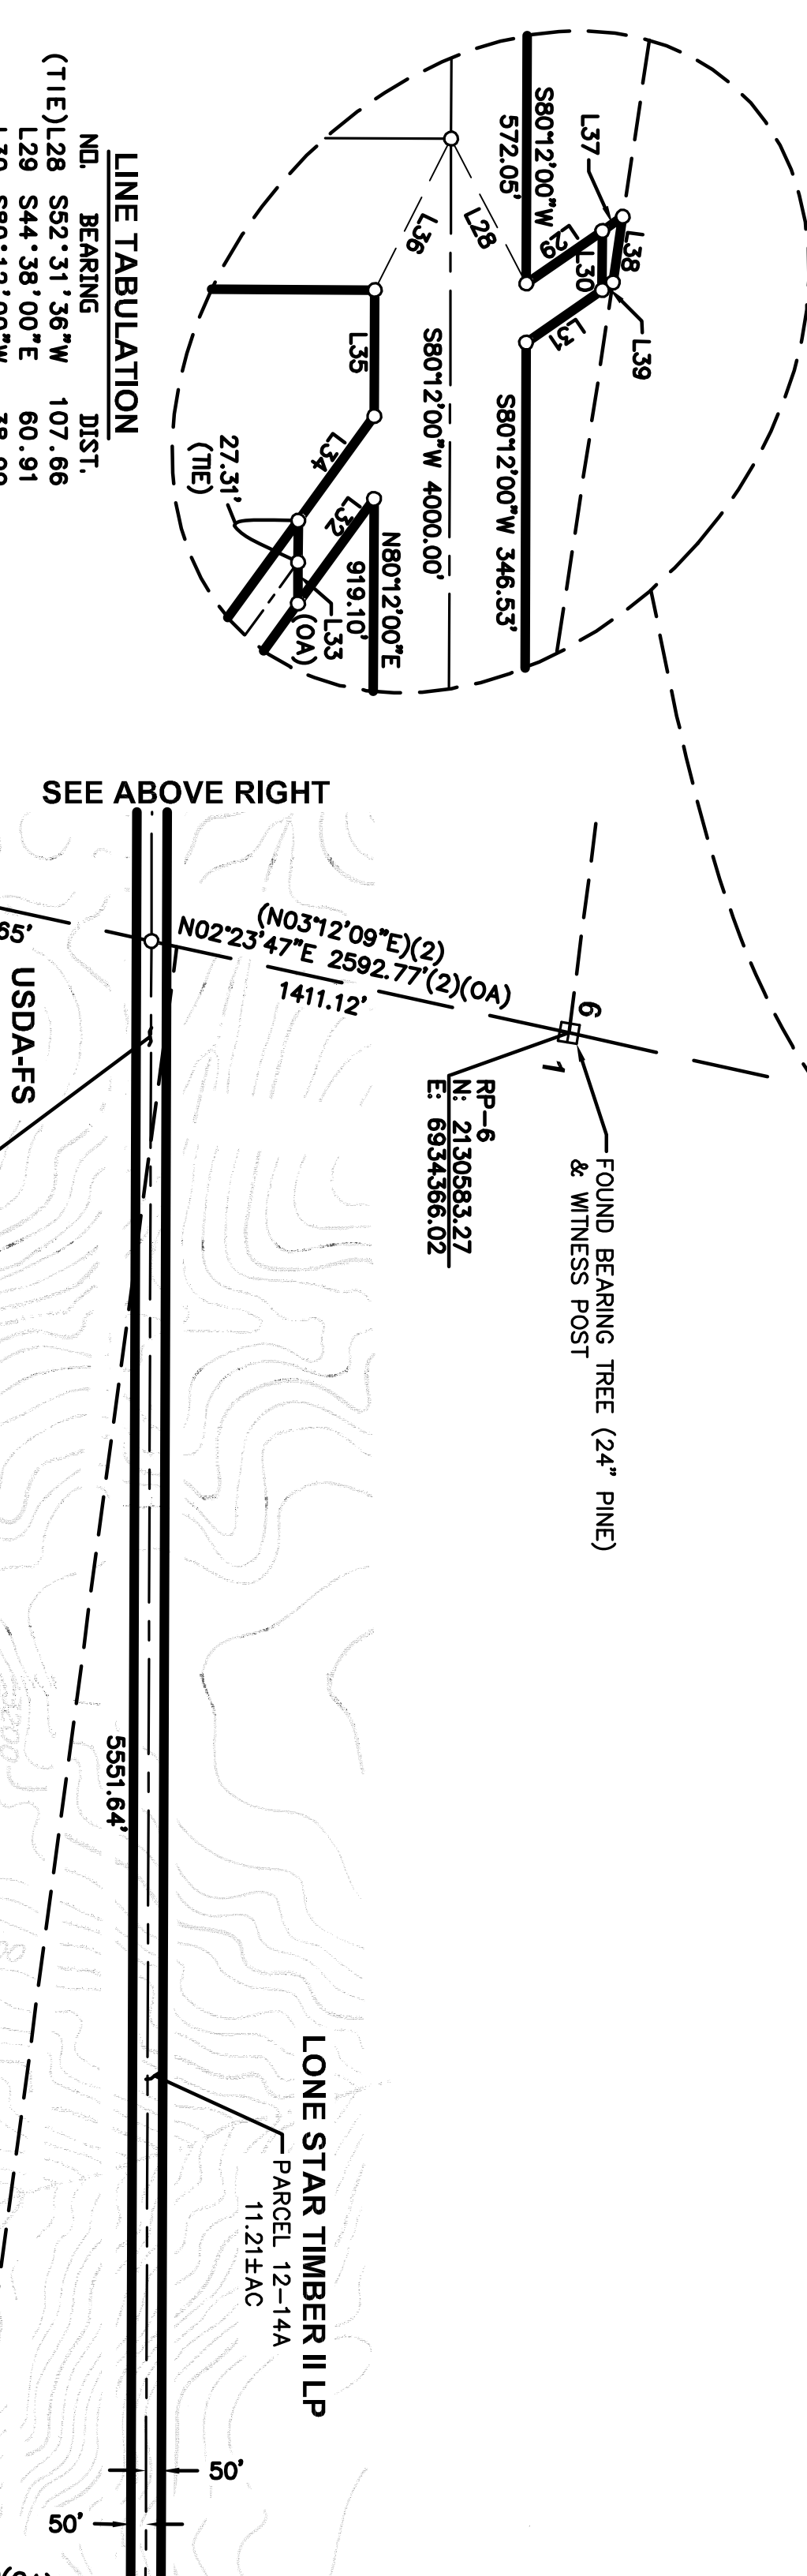 L37
L38
L39
S80°12'00"W
572.05'
L29
L30
L31
L28
L36
S80°12'00"W 346.53'
S80°12'00"W 4000.00'
L35
L34
L32
N80°12'00"E
919.10'
L33
(OA)
27.31'
(TIE)
LINE TABULATION
NO. BEARING DIST.
(TIE)L28 S52°31'36"W 107.66
L29 S44°38'00"E 60.91
SEE ABOVE RIGHT
6
1
FOUND BEARING TREE (24" PINE)
& WITNESS POST
RP-6
N: 2130583.27
E: 6934366.02
(N03°12'09"E)(2)
N02°23'47"E 2592.77'(2)(OA)
1411.12'
65'
USDA-FS
5551.64'
LONE STAR TIMBER II LP
PARCEL 12-14A
11.21±AC
50'
50'